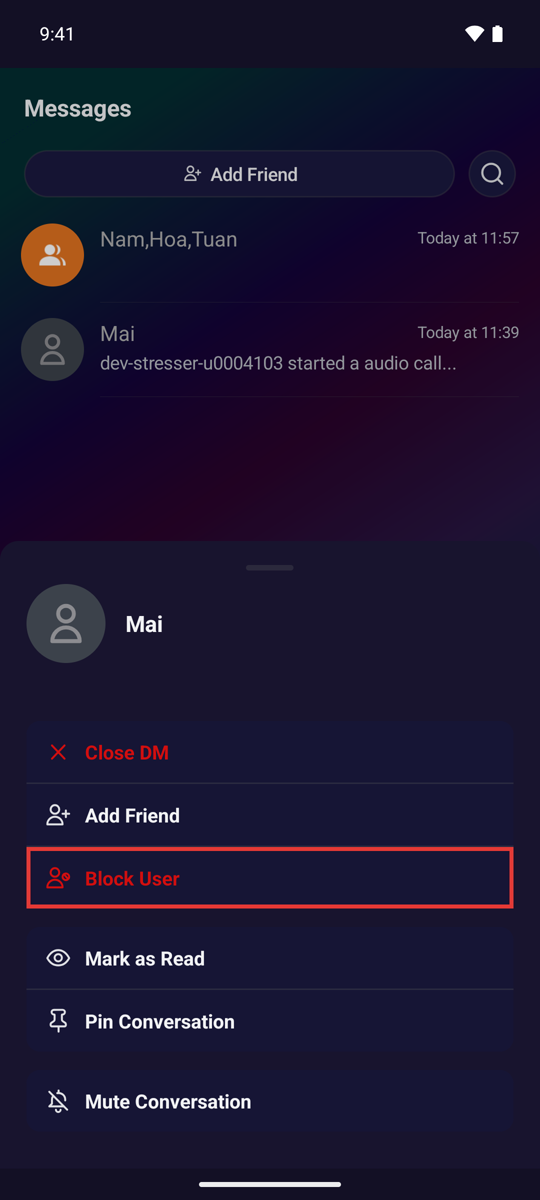 9:41
Messages
Add Friend
Nam,Hoa,Tuan
Today at 11:57
Mai
Today at 11:39
dev-stresser-u0004103 started a audio call...
Mai
Close DM
Add Friend
Block User
Mark as Read
Pin Conversation
Mute Conversation